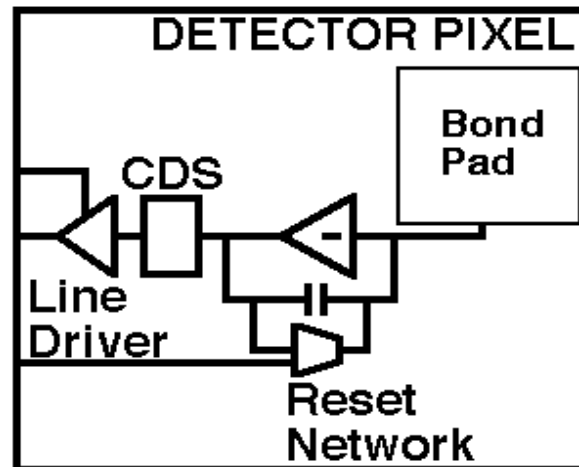 DETECTOR PIXEL
Bond
Pad
CDS
Line
Driver
Reset
Network